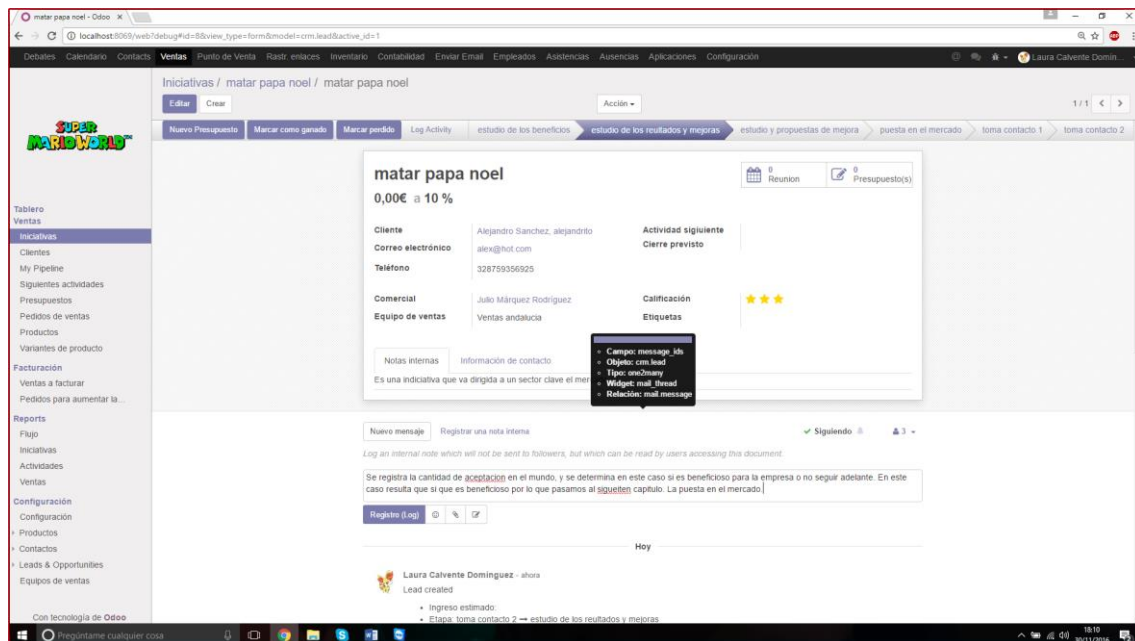 matar papa noel - Odoo
localhost:8069/web?debug#id=8&view_type=form&model=crm.lead&active_id=1
Debates Calendario Contacts Ventas Punto de Venta Rastr. enlaces Inventario Contabilidad Enviar Email Empleados Asistencias Ausencias Aplicaciones Configuración Laura Calvente Domin...
Iniciativas / matar papa noel / matar papa noel
Editar Crear Acción 1 / 1
Nuevo Presupuesto Marcar como ganado Marcar perdido Log Activity estudio de los beneficios estudio de los reultados y mejoras estudio y propuestas de mejora puesta en el mercado toma contacto 1 toma contacto 2
SUPER
MARIO WORLD
Tablero
Ventas
Iniciativas
Clientes
My Pipeline
Siguientes actividades
Presupuestos
Pedidos de ventas
Productos
Variantes de producto
Facturación
Ventas a facturar
Pedidos para aumentar la...
Reports
Flujo
Iniciativas
Actividades
Ventas
Configuración
Configuración
Productos
Contactos
Leads & Opportunities
Equipos de ventas
Con tecnología de Odoo
matar papa noel
0 Reunion
0 Presupuesto(s)
0,00€ a 10 %
Cliente Alejandro Sanchez, alejandrito
Correo electrónico alex@hot.com
Teléfono 328759356925
Actividad sigiuiente
Cierre previsto
Comercial Julio Márquez Rodríguez
Equipo de ventas Ventas andalucia
Calificación
Etiquetas
Campo: message_ids
Objeto: crm.lead
Tipo: one2many
Widget: mail_thread
Relación: mail.message
Notas internas Información de contacto
Es una indiciativa que va dirigida a un sector clave el mer
Nuevo mensaje Registrar una nota interna Siguiendo 3
Log an internal note which will not be sent to followers, but which can be read by users accessing this document.
Se registra la cantidad de aceptacion en el mundo, y se determina en este caso si es beneficioso para la empresa o no seguir adelante. En este
caso resulta que si que es beneficioso por lo que pasamos al sigueiten capitulo. La puesta en el mercado.
Registro (Log)
Hoy
Laura Calvente Dominguez - ahora
Lead created
Ingreso estimado:
Etapa: toma contacto 2 → estudio de los reultados y mejoras
Pregúntame cualquier cosa
18:10
30/11/2016